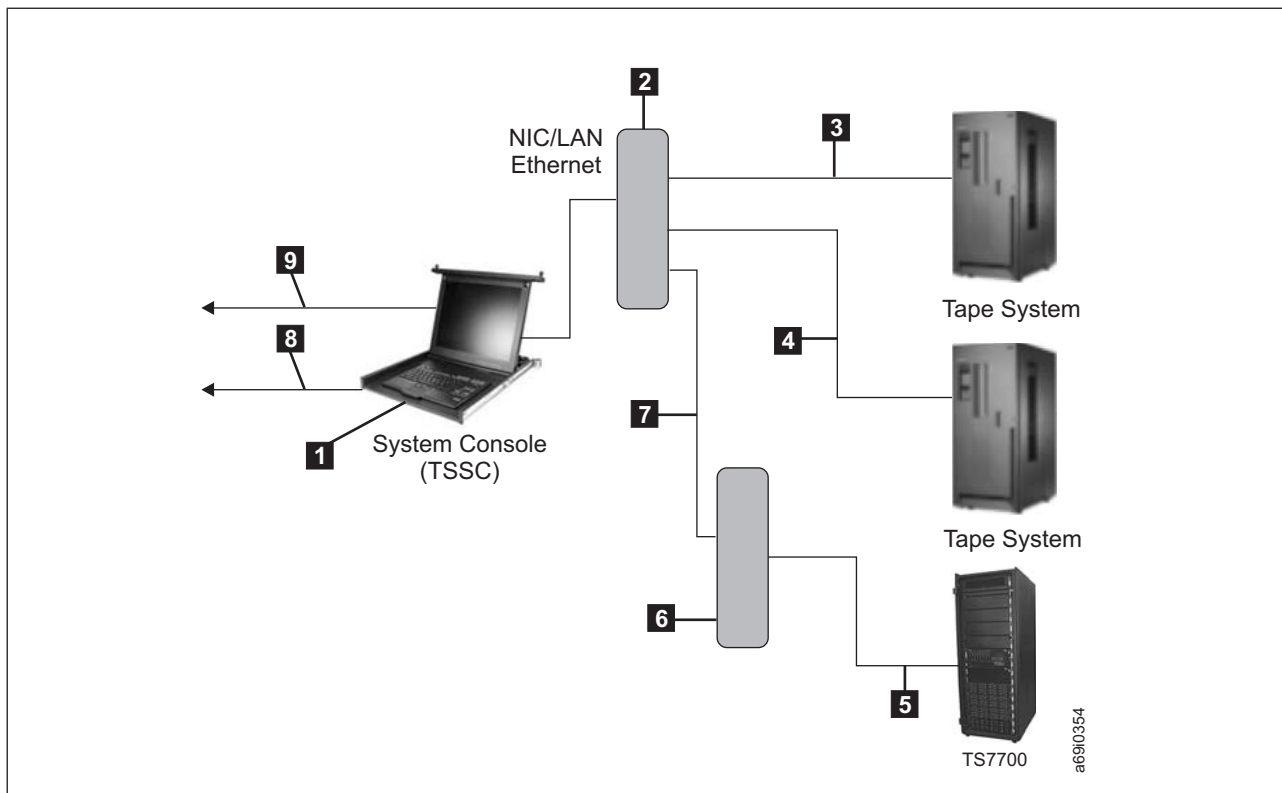 2
NIC/LAN
Ethernet
3
Tape System
9
8
4
1
System Console
(TSSC)
7
Tape System
6
5
TS7700
a69i0354